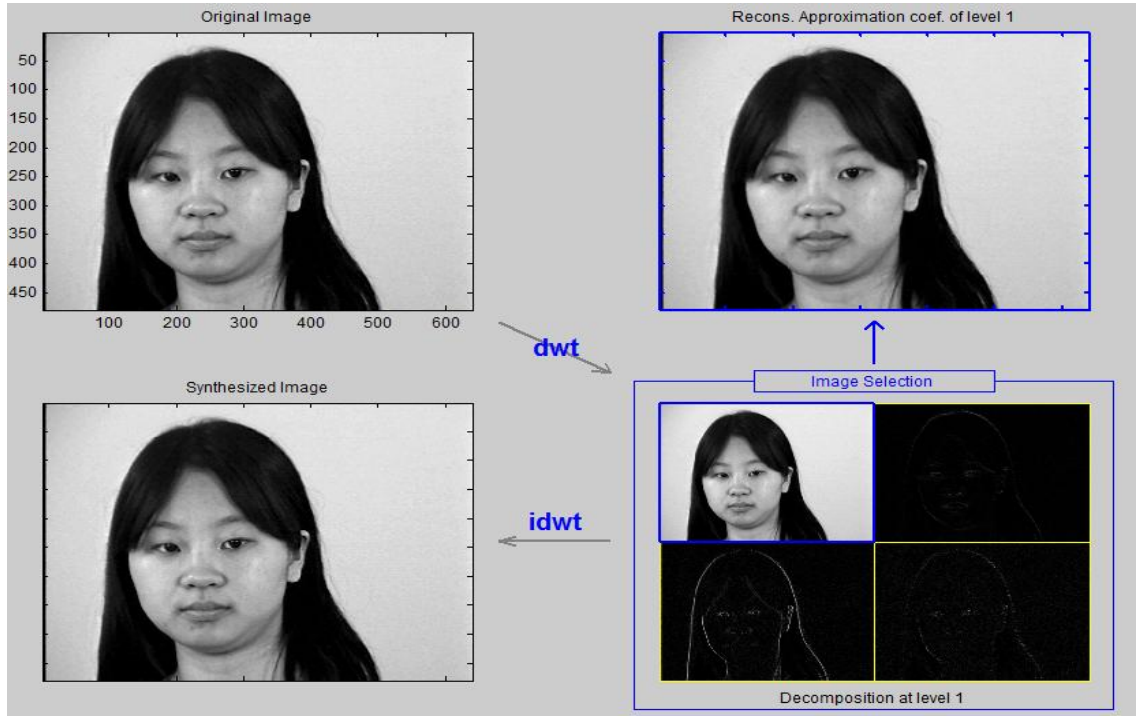 Original Image
50
100
150
200
250
300
350
400
450
100 200 300 400 500 600
Recons. Approximation coef. of level 1
dwt
Synthesized Image
idwt
Image Selection
Decomposition at level 1